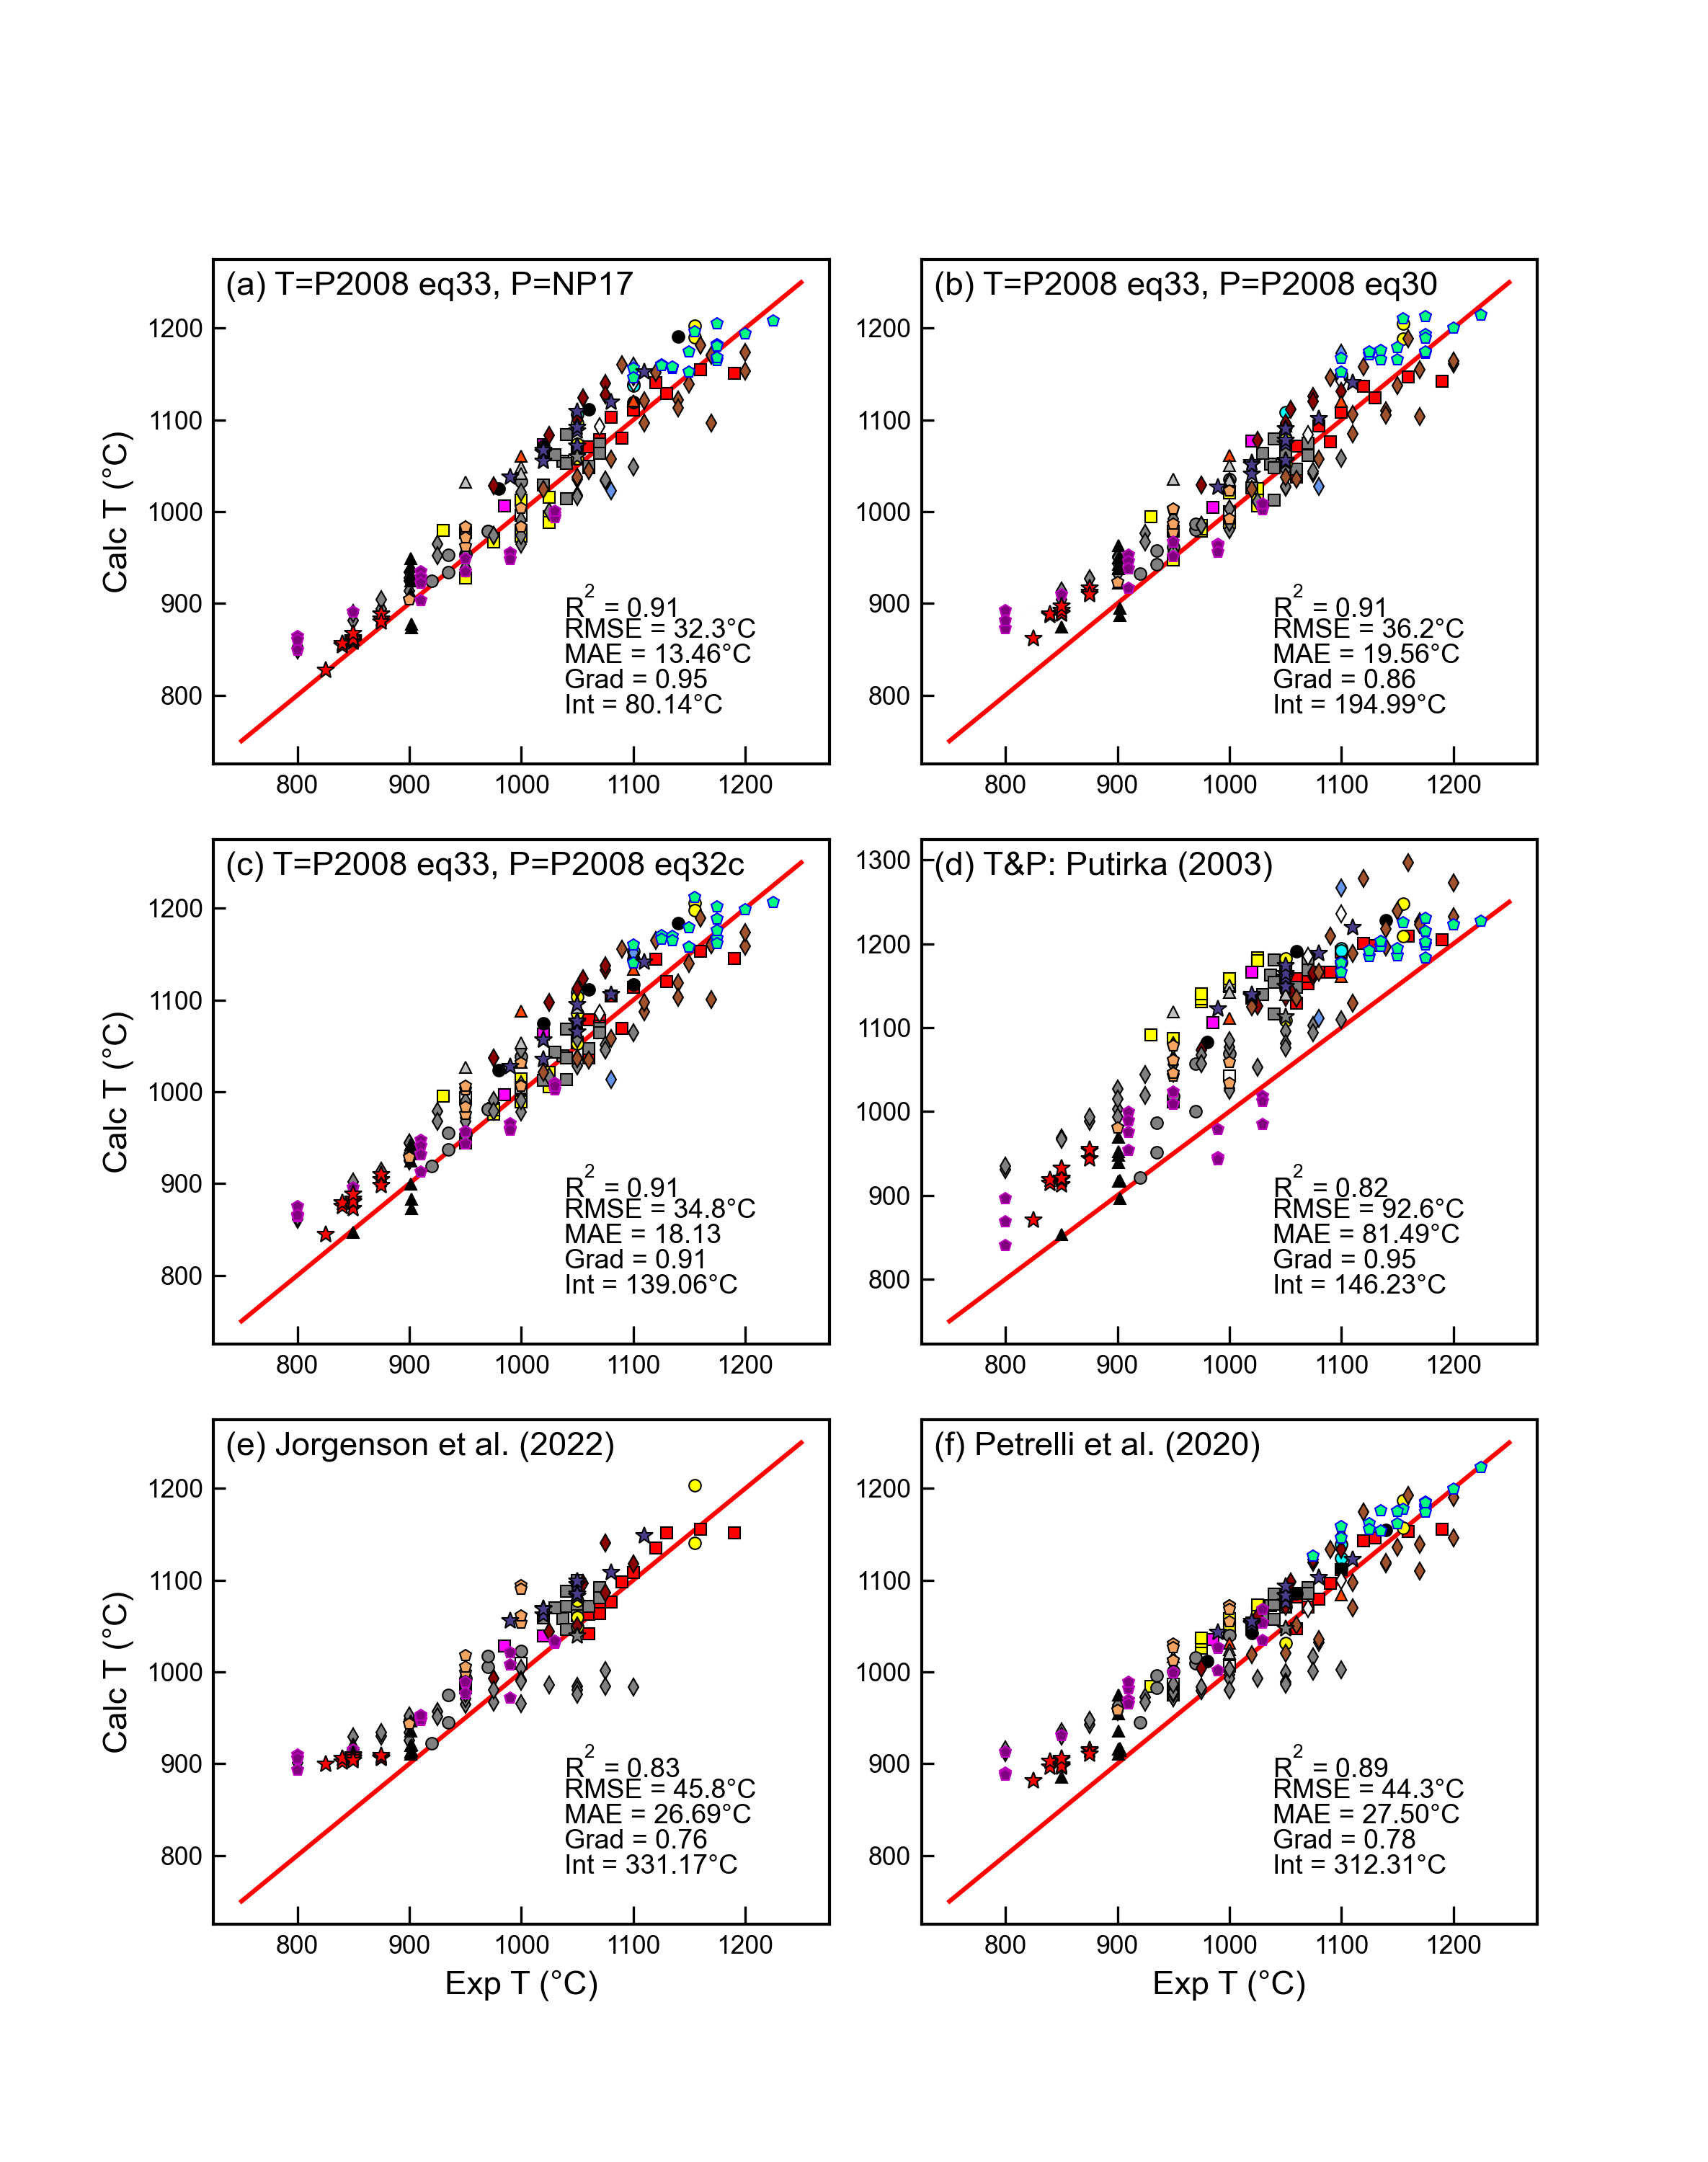 (a) T=P2008 eq33, P=NP17
Calc T (°C)
1200
1100
1000
900
800
R2 = 0.91
RMSE = 32.3°C
MAE = 13.46°C
Grad = 0.95
Int = 80.14°C
800 900 1000 1100 1200
(b) T=P2008 eq33, P=P2008 eq30
1200
1100
1000
900
800
R2 = 0.91
RMSE = 36.2°C
MAE = 19.56°C
Grad = 0.86
Int = 194.99°C
800 900 1000 1100 1200
(c) T=P2008 eq33, P=P2008 eq32c
Calc T (°C)
1200
1100
1000
900
800
R2 = 0.91
RMSE = 34.8°C
MAE = 18.13
Grad = 0.91
Int = 139.06°C
800 900 1000 1100 1200
(d) T&P: Putirka (2003)
1300
1200
1100
1000
900
800
R2 = 0.82
RMSE = 92.6°C
MAE = 81.49°C
Grad = 0.95
Int = 146.23°C
800 900 1000 1100 1200
(e) Jorgenson et al. (2022)
Calc T (°C)
1200
1100
1000
900
800
R2 = 0.83
RMSE = 45.8°C
MAE = 26.69°C
Grad = 0.76
Int = 331.17°C
800 900 1000 1100 1200
Exp T (°C)
(f) Petrelli et al. (2020)
1200
1100
1000
900
800
R2 = 0.89
RMSE = 44.3°C
MAE = 27.50°C
Grad = 0.78
Int = 312.31°C
800 900 1000 1100 1200
Exp T (°C)